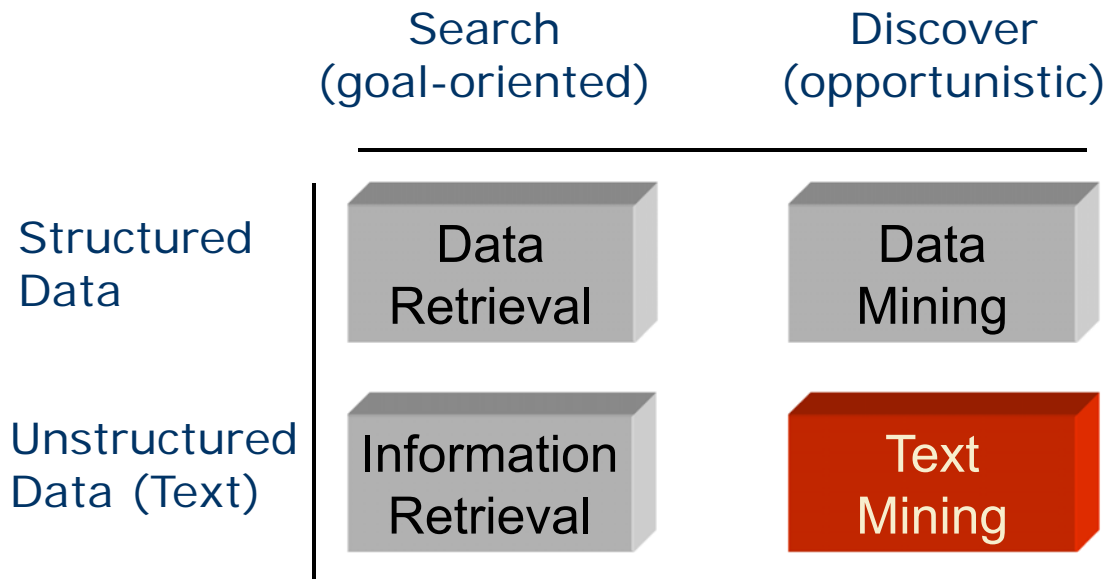 Search
(goal-oriented)
Discover
(opportunistic)
Structured
Data
Data
Retrieval
Data
Mining
Unstructured
Data (Text)
Information
Retrieval
Text
Mining